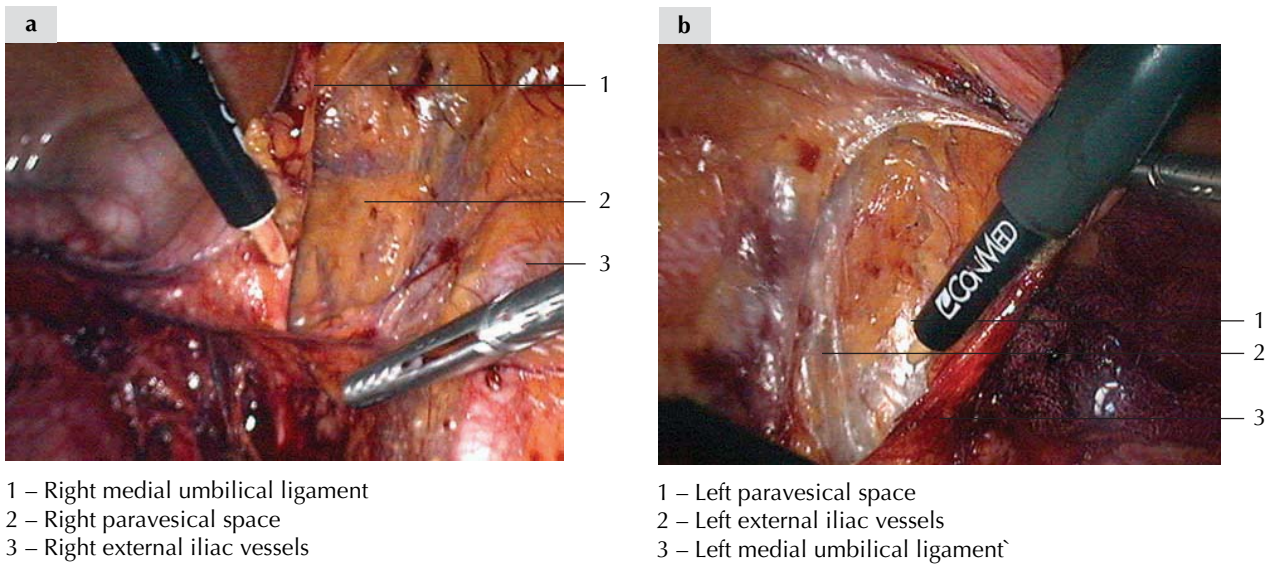 a
1
2
3
1 – Right medial umbilical ligament
2 – Right paravesical space
3 – Right external iliac vessels
b
CONMED
1
2
3
1 – Left paravesical space
2 – Left external iliac vessels
3 – Left medial umbilical ligament`